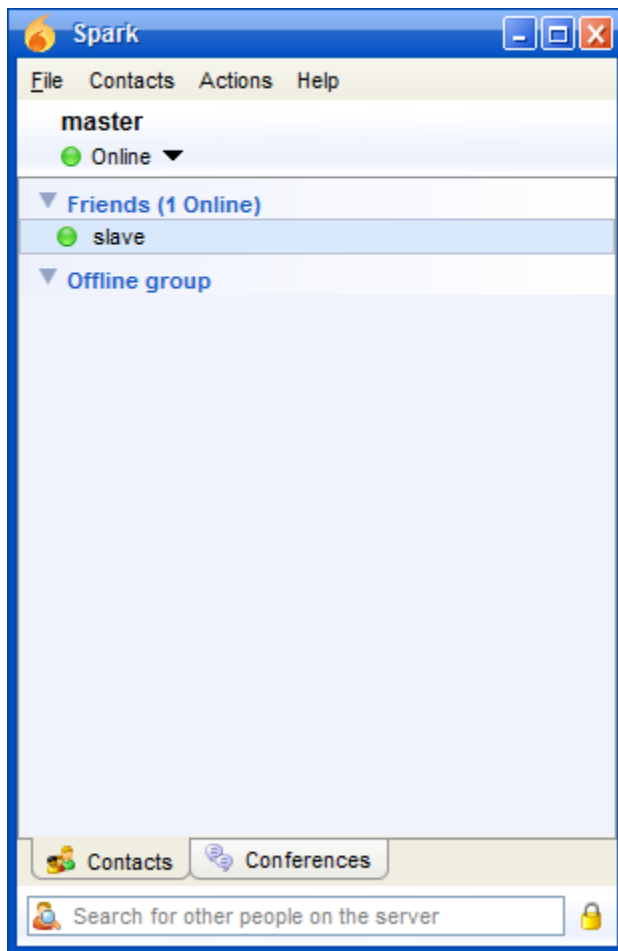 Spark
File Contacts Actions Help
master
Online
Friends (1 Online)
slave
Offline group
Contacts Conferences
Search for other people on the server